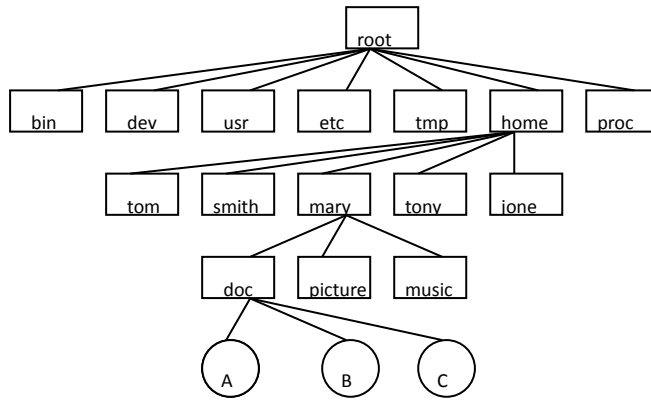 root
bin dev usr etc tmp home proc
tom smith mary tony jone
doc picture music
A B C